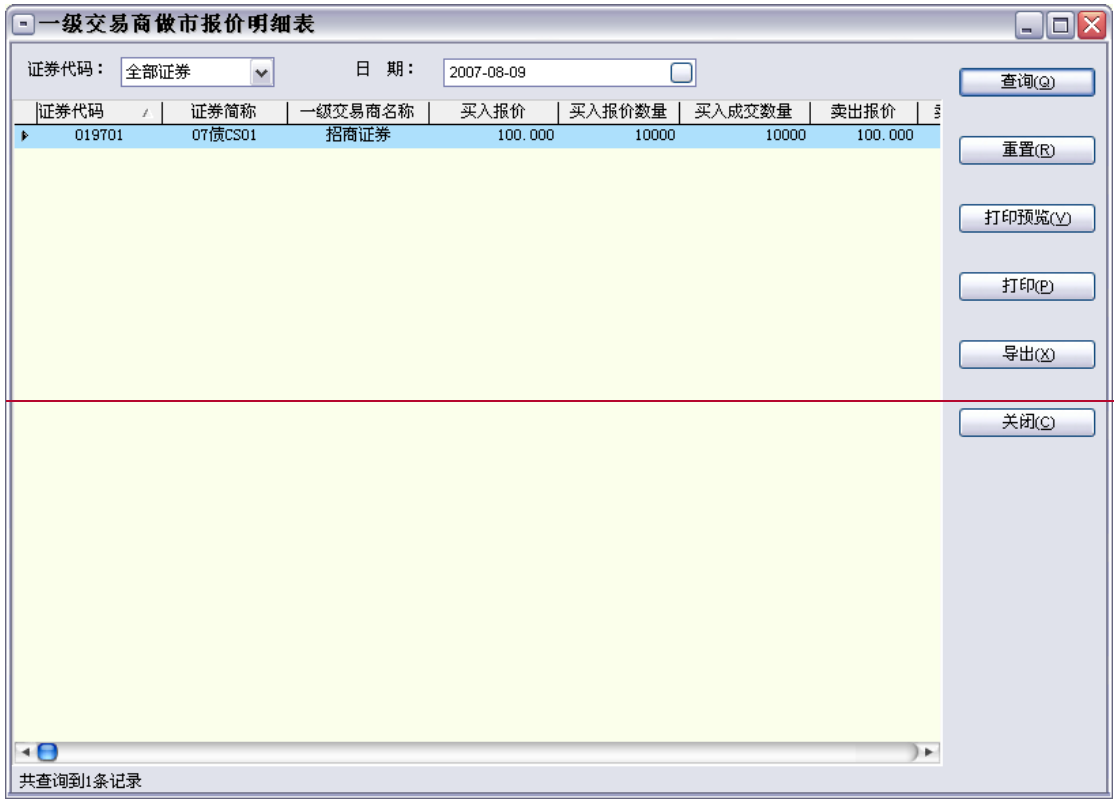 一级交易商做市报价明细表
证券代码： 全部证券 日 期： 2007-08-09 查询(Q)
证券代码 证券简称 一级交易商名称 买入报价 买入报价数量 买入成交数量 卖出报价
019701 07债CS01 招商证券 100.000 10000 10000 100.000
重置(R)
打印预览(V)
打印(P)
导出(X)
关闭(C)
共查询到1条记录